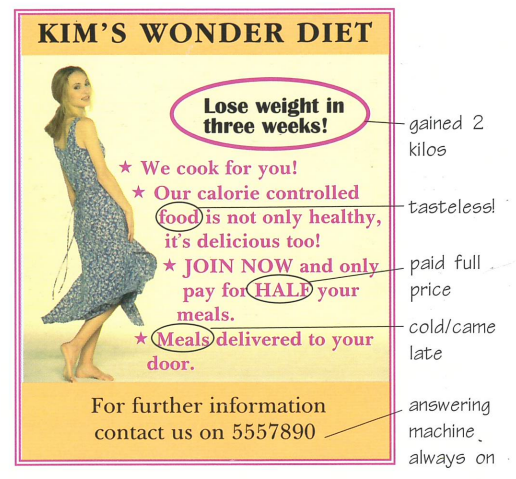 KIM'S WONDER DIET
Lose weight in
three weeks!
gained 2
kilos
★ We cook for you!
★ Our calorie controlled
food is not only healthy,
it's delicious too!
tasteless!
★ JOIN NOW and only
pay for HALF your
meals.
paid full
price
★ Meals delivered to your
door.
cold/came
late
For further information
contact us on 5557890
answering
machine
always on